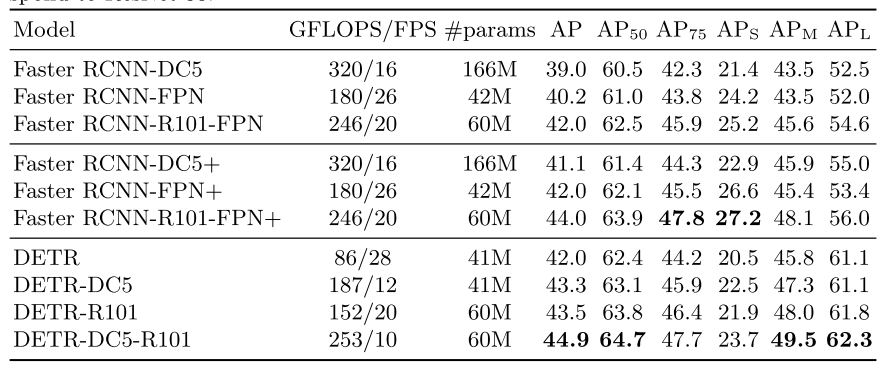 Model GFLOPS/FPS #params AP AP50 AP75 APS APM APL
Faster RCNN-DC5 320/16 166M 39.0 60.5 42.3 21.4 43.5 52.5
Faster RCNN-FPN 180/26 42M 40.2 61.0 43.8 24.2 43.5 52.0
Faster RCNN-R101-FPN 246/20 60M 42.0 62.5 45.9 25.2 45.6 54.6
Faster RCNN-DC5+ 320/16 166M 41.1 61.4 44.3 22.9 45.9 55.0
Faster RCNN-FPN+ 180/26 42M 42.0 62.1 45.5 26.6 45.4 53.4
Faster RCNN-R101-FPN+ 246/20 60M 44.0 63.9 47.8 27.2 48.1 56.0
DETR 86/28 41M 42.0 62.4 44.2 20.5 45.8 61.1
DETR-DC5 187/12 41M 43.3 63.1 45.9 22.5 47.3 61.1
DETR-R101 152/20 60M 43.5 63.8 46.4 21.9 48.0 61.8
DETR-DC5-R101 253/10 60M 44.9 64.7 47.7 23.7 49.5 62.3